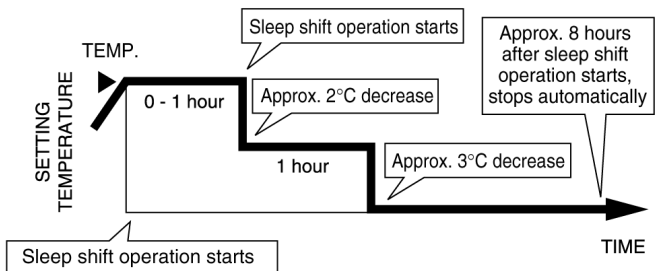 Sleep shift operation starts
Approx. 8 hours
after sleep shift
operation starts,
stops automatically
TEMP.
SETTING
TEMPERATURE
0 - 1 hour
Approx. 2°C decrease
1 hour
Approx. 3°C decrease
TIME
Sleep shift operation starts